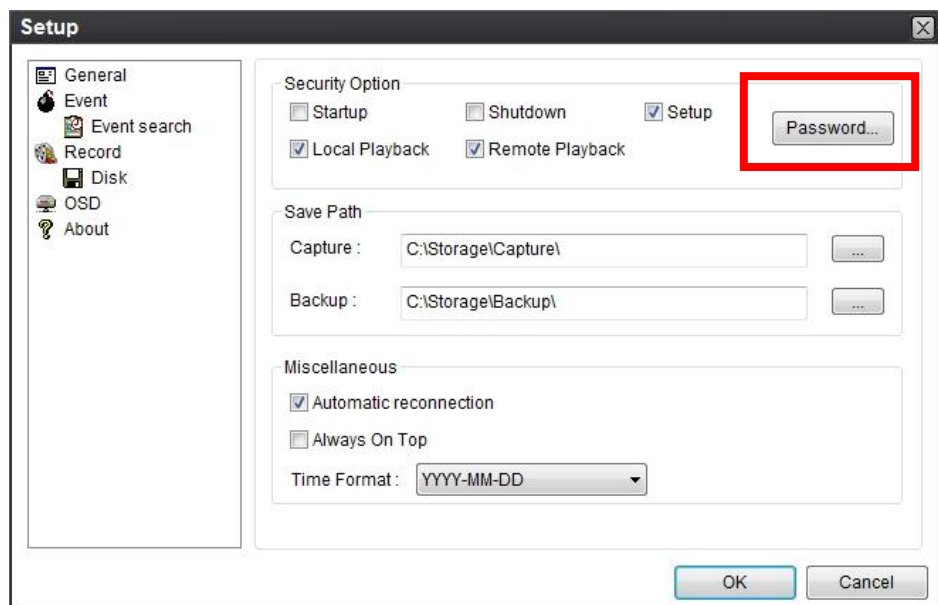 Setup
General
Event
Event search
Record
Disk
OSD
About
Security Option
Startup Shutdown Setup
Password...
Local Playback Remote Playback
Save Path
Capture : C:\Storage\Capture\ ...
Backup : C:\Storage\Backup\ ...
Miscellaneous
Automatic reconnection
Always On Top
Time Format : YYYY-MM-DD
OK Cancel